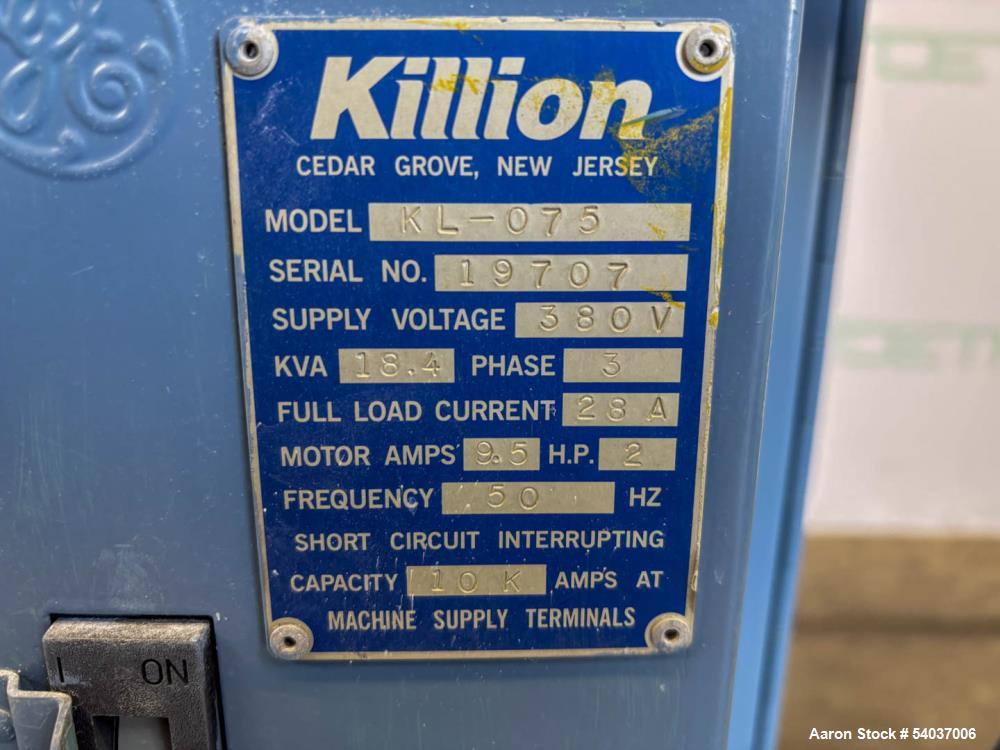 Killion
CEDAR GROVE, NEW JERSEY
MODEL KL-075
SERIAL NO. 19707
SUPPLY VOLTAGE 380V
KVA 18.4 PHASE 3
FULL LOAD CURRENT 28 A
MOTOR AMPS 9.5 H.P. 2
FREQUENCY 50 HZ
SHORT CIRCUIT INTERRUPTING
CAPACITY 10 K AMPS AT
MACHINE SUPPLY TERMINALS
I ON
Aaron Stock # 54037006